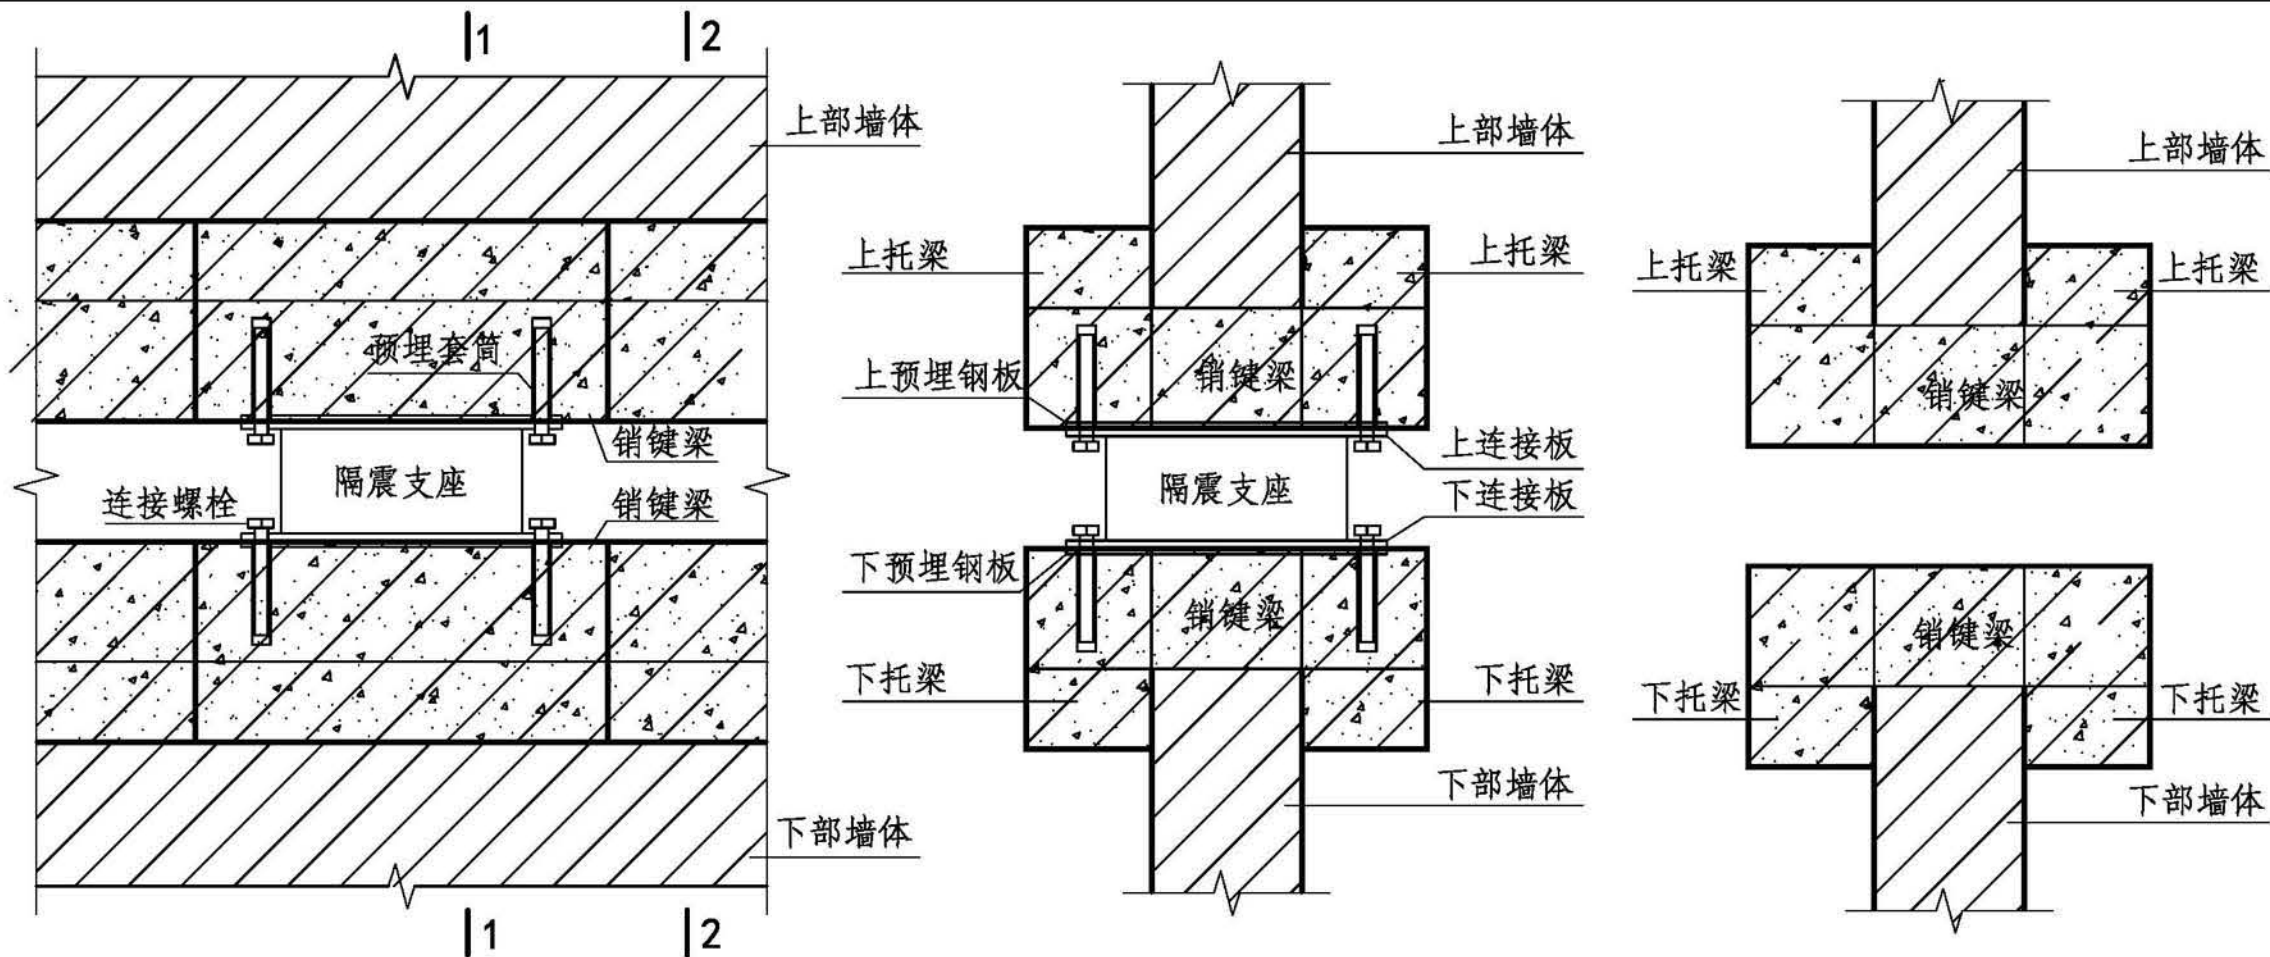 1
2
上部墙体
预埋套筒
销键梁
隔震支座
连接螺栓
销键梁
下部墙体
1
2
上部墙体
上托梁
上托梁
上预埋钢板
销键梁
上连接板
隔震支座
下连接板
下预埋钢板
销键梁
下托梁
下托梁
下部墙体
上部墙体
上托梁
上托梁
销键梁
销键梁
下托梁
下托梁
下部墙体